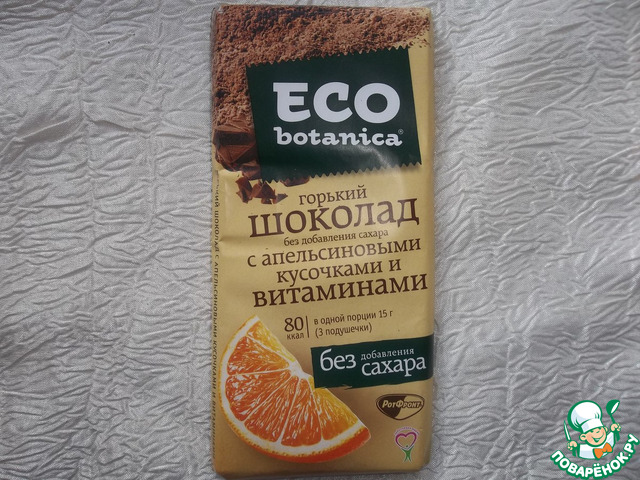 ECO
botanica®
горький
шоколад
без добавления сахара
с апельсиновыми
кусочками и
витаминами
80 ккал
в одной порции 15 г
(3 подушечки)
без добавления сахара
РотФронт
ПОВАРЁНОК.РУ